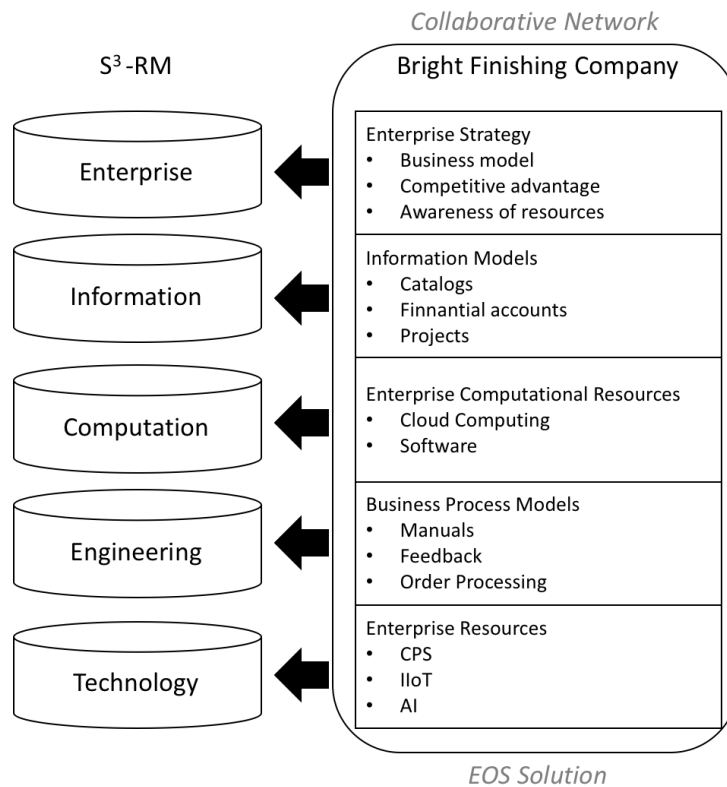 Collaborative Network
S³-RM
Bright Finishing Company
Enterprise
Enterprise Strategy
• Business model
• Competitive advantage
• Awareness of resources
Information
Information Models
• Catalogs
• Finnantial accounts
• Projects
Computation
Enterprise Computational Resources
• Cloud Computing
• Software
Engineering
Business Process Models
• Manuals
• Feedback
• Order Processing
Technology
Enterprise Resources
• CPS
• IIoT
• AI
EOS Solution